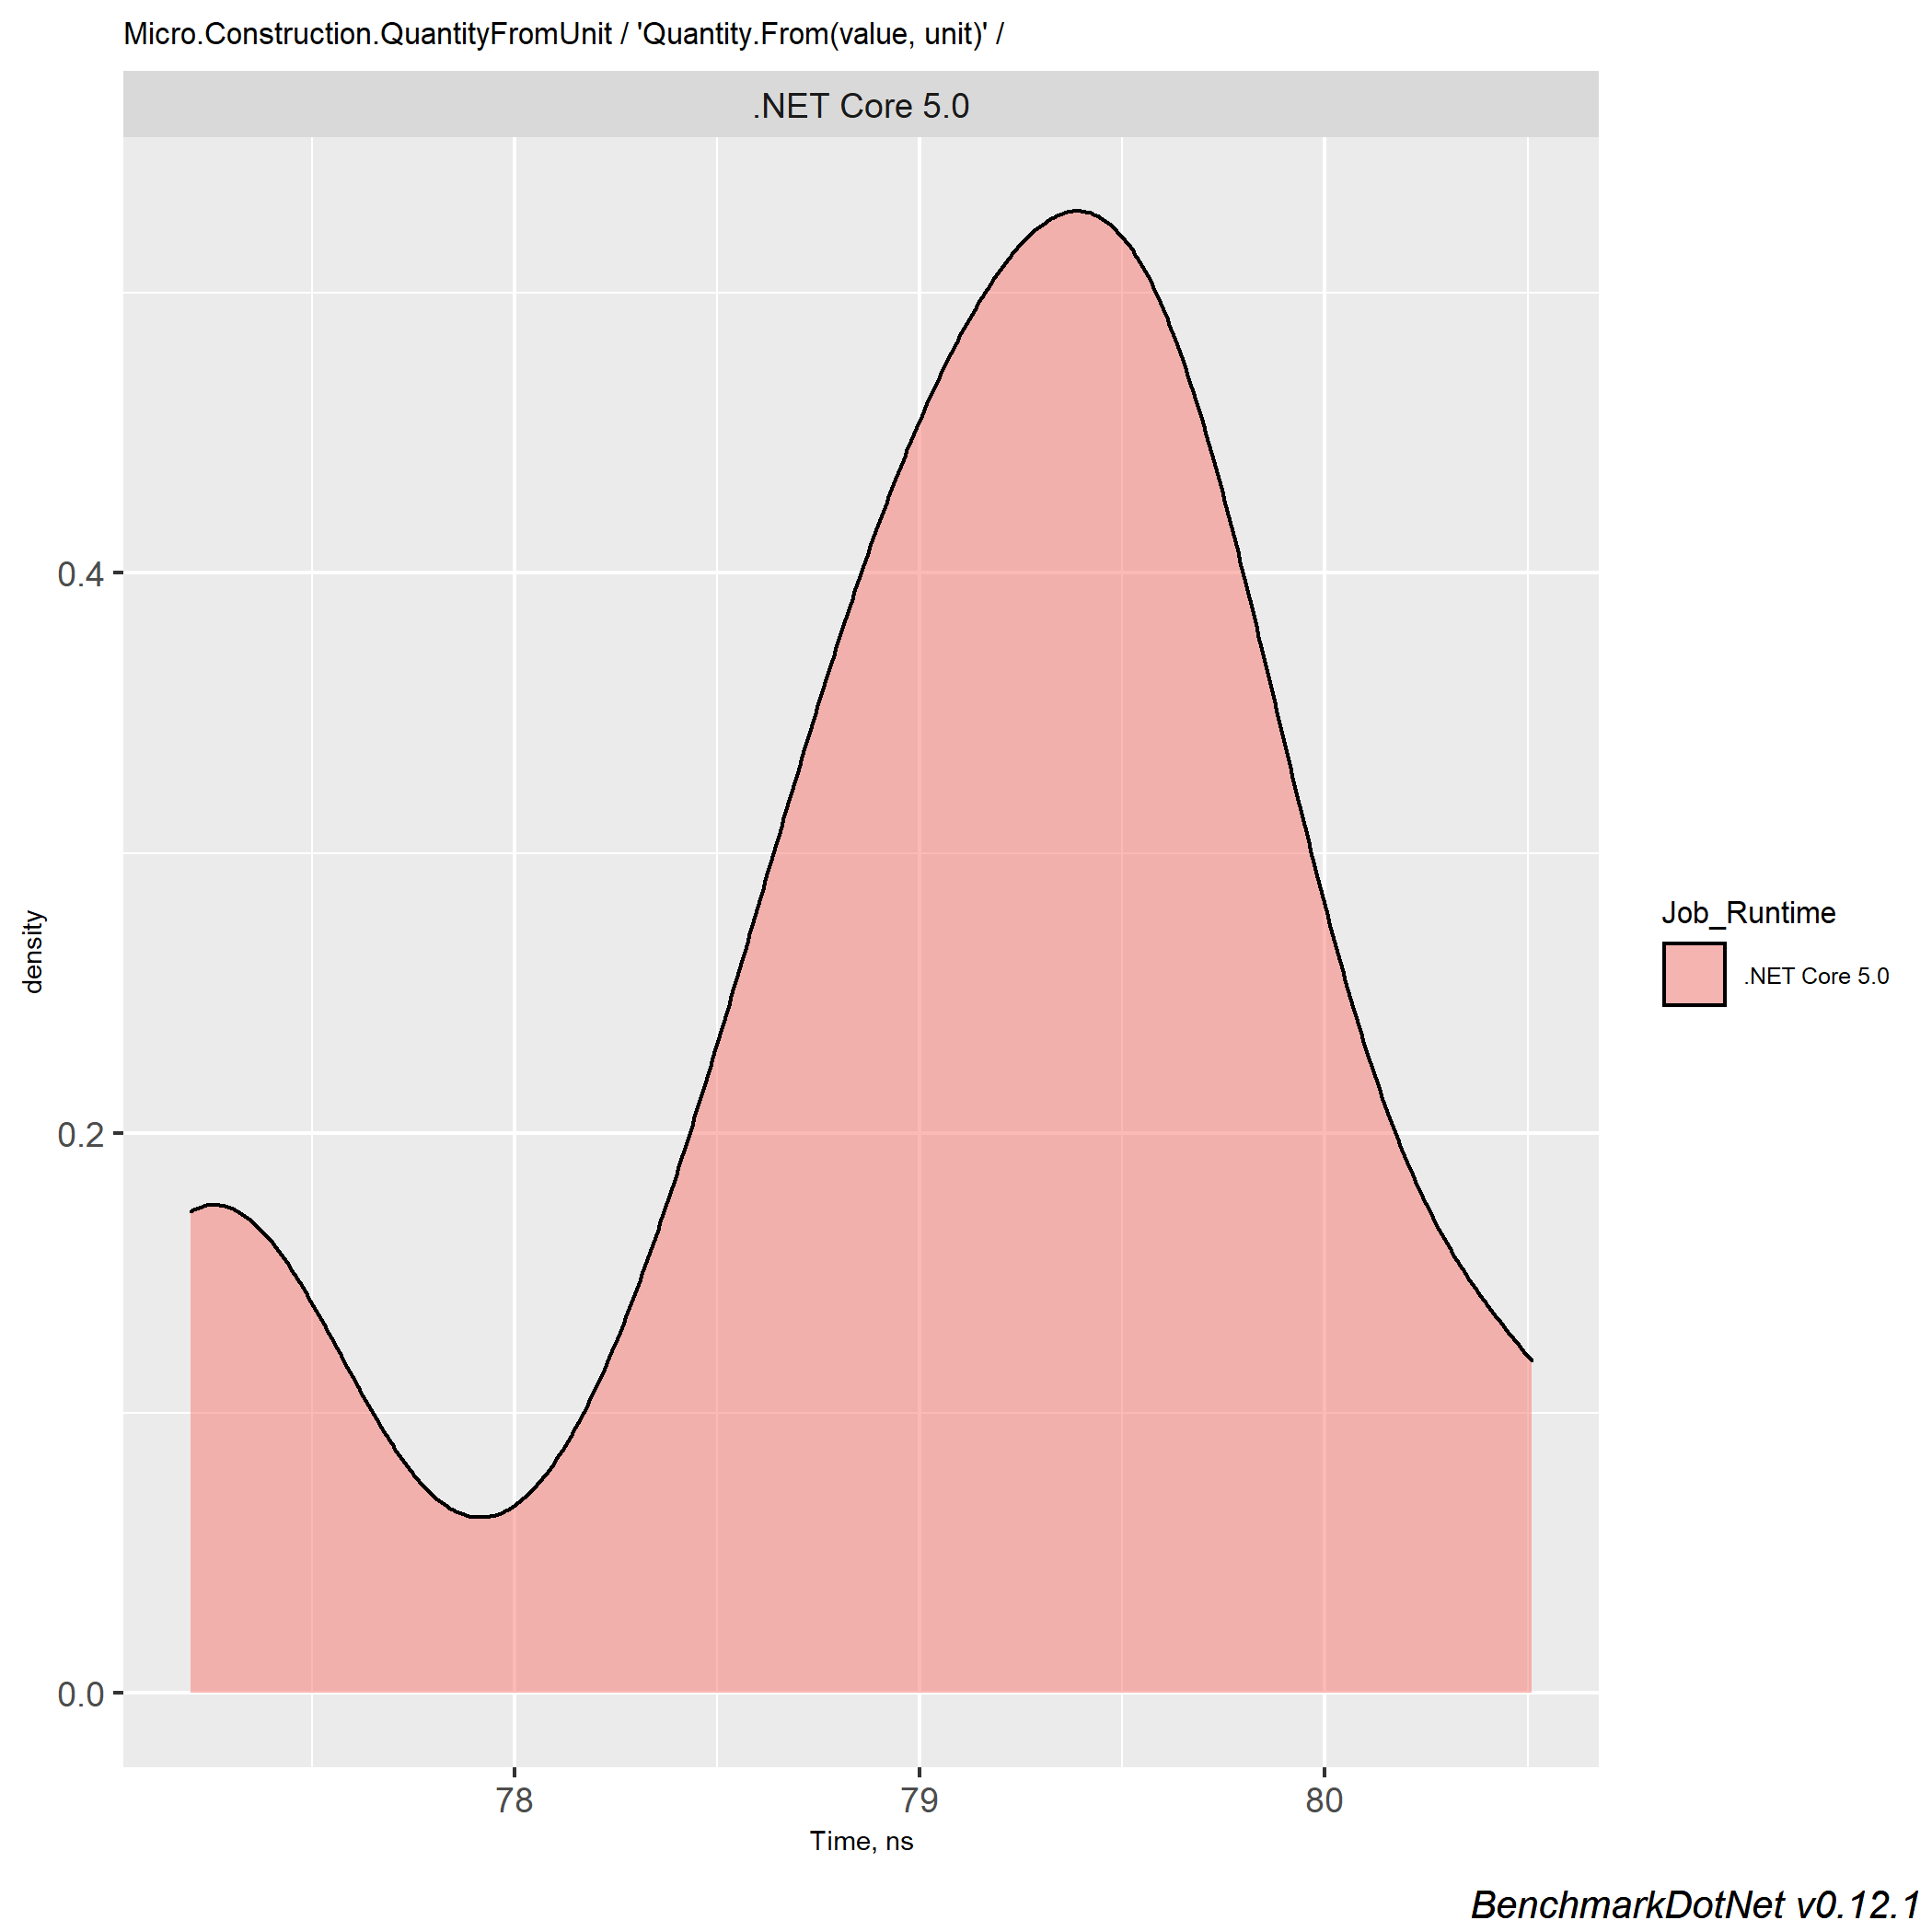 Micro.Construction.QuantityFromUnit / 'Quantity.From(value, unit)' /
.NET Core 5.0
0.4
0.2
0.0
density
78 79 80
Time, ns
Job_Runtime
.NET Core 5.0
BenchmarkDotNet v0.12.1